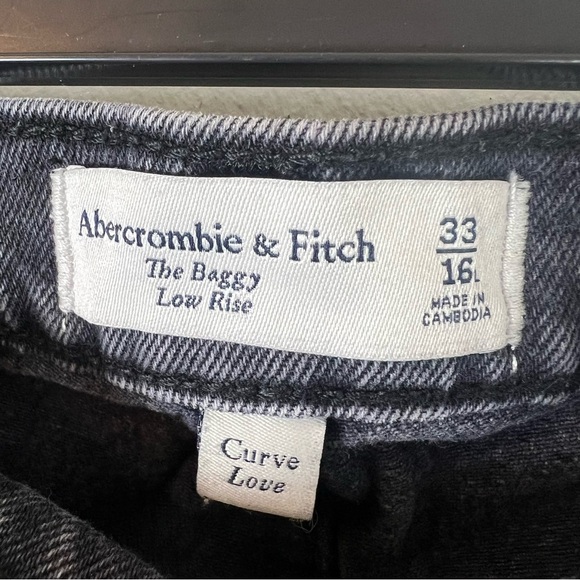 Abercrombie & Fitch
The Baggy
Low Rise
33
16L
MADE IN
CAMBODIA
Curve
Love